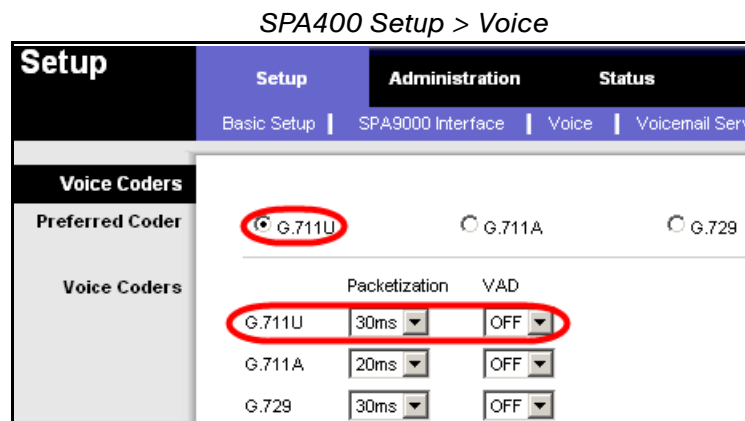 SPA400 Setup > Voice
Setup
Setup Administration Status
Basic Setup | SPA9000 Interface | Voice | Voicemail Serv
Voice Coders
Preferred Coder G.711U G.711A G.729
Voice Coders Packetization VAD
G.711U 30ms OFF
G.711A 20ms OFF
G.729 30ms OFF